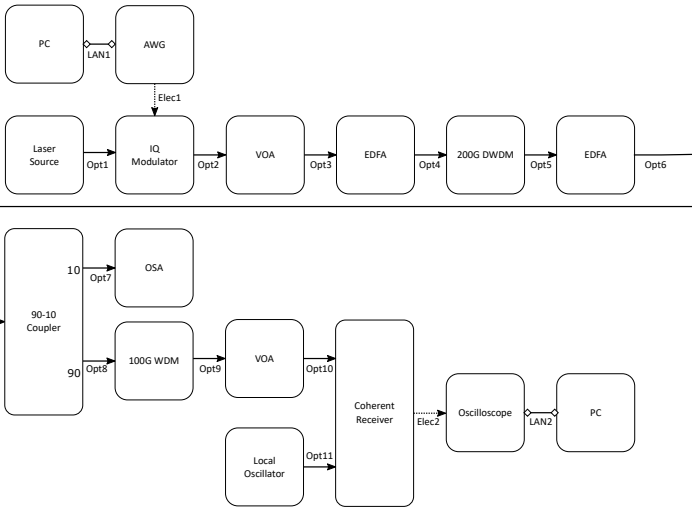 PC
LAN1
AWG
Elec1
Laser
Source
Opt1
IQ
Modulator
Opt2
VOA
Opt3
EDFA
Opt4
200G DWDM
Opt5
EDFA
Opt6
90-10
Coupler
10
Opt7
OSA
90
Opt8
100G WDM
Opt9
VOA
Opt10
Local
Oscillator
Opt11
Coherent
Receiver
Elec2
Oscilloscope
LAN2
PC